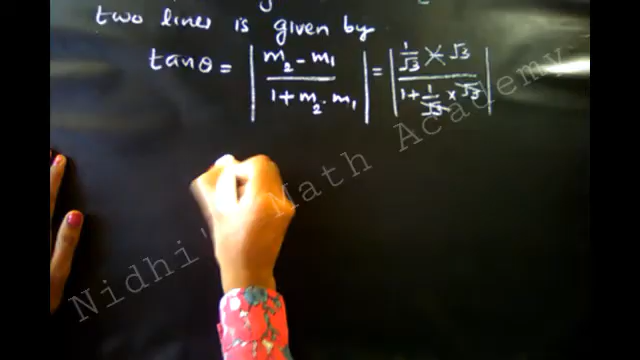 two lines is given by
tanθ = | m₂ - m₁ / 1 + m₂ . m₁ | = | 1/√3 × √3 / 1 + 1/√3 × √3 |
Nidhi's Math Academy